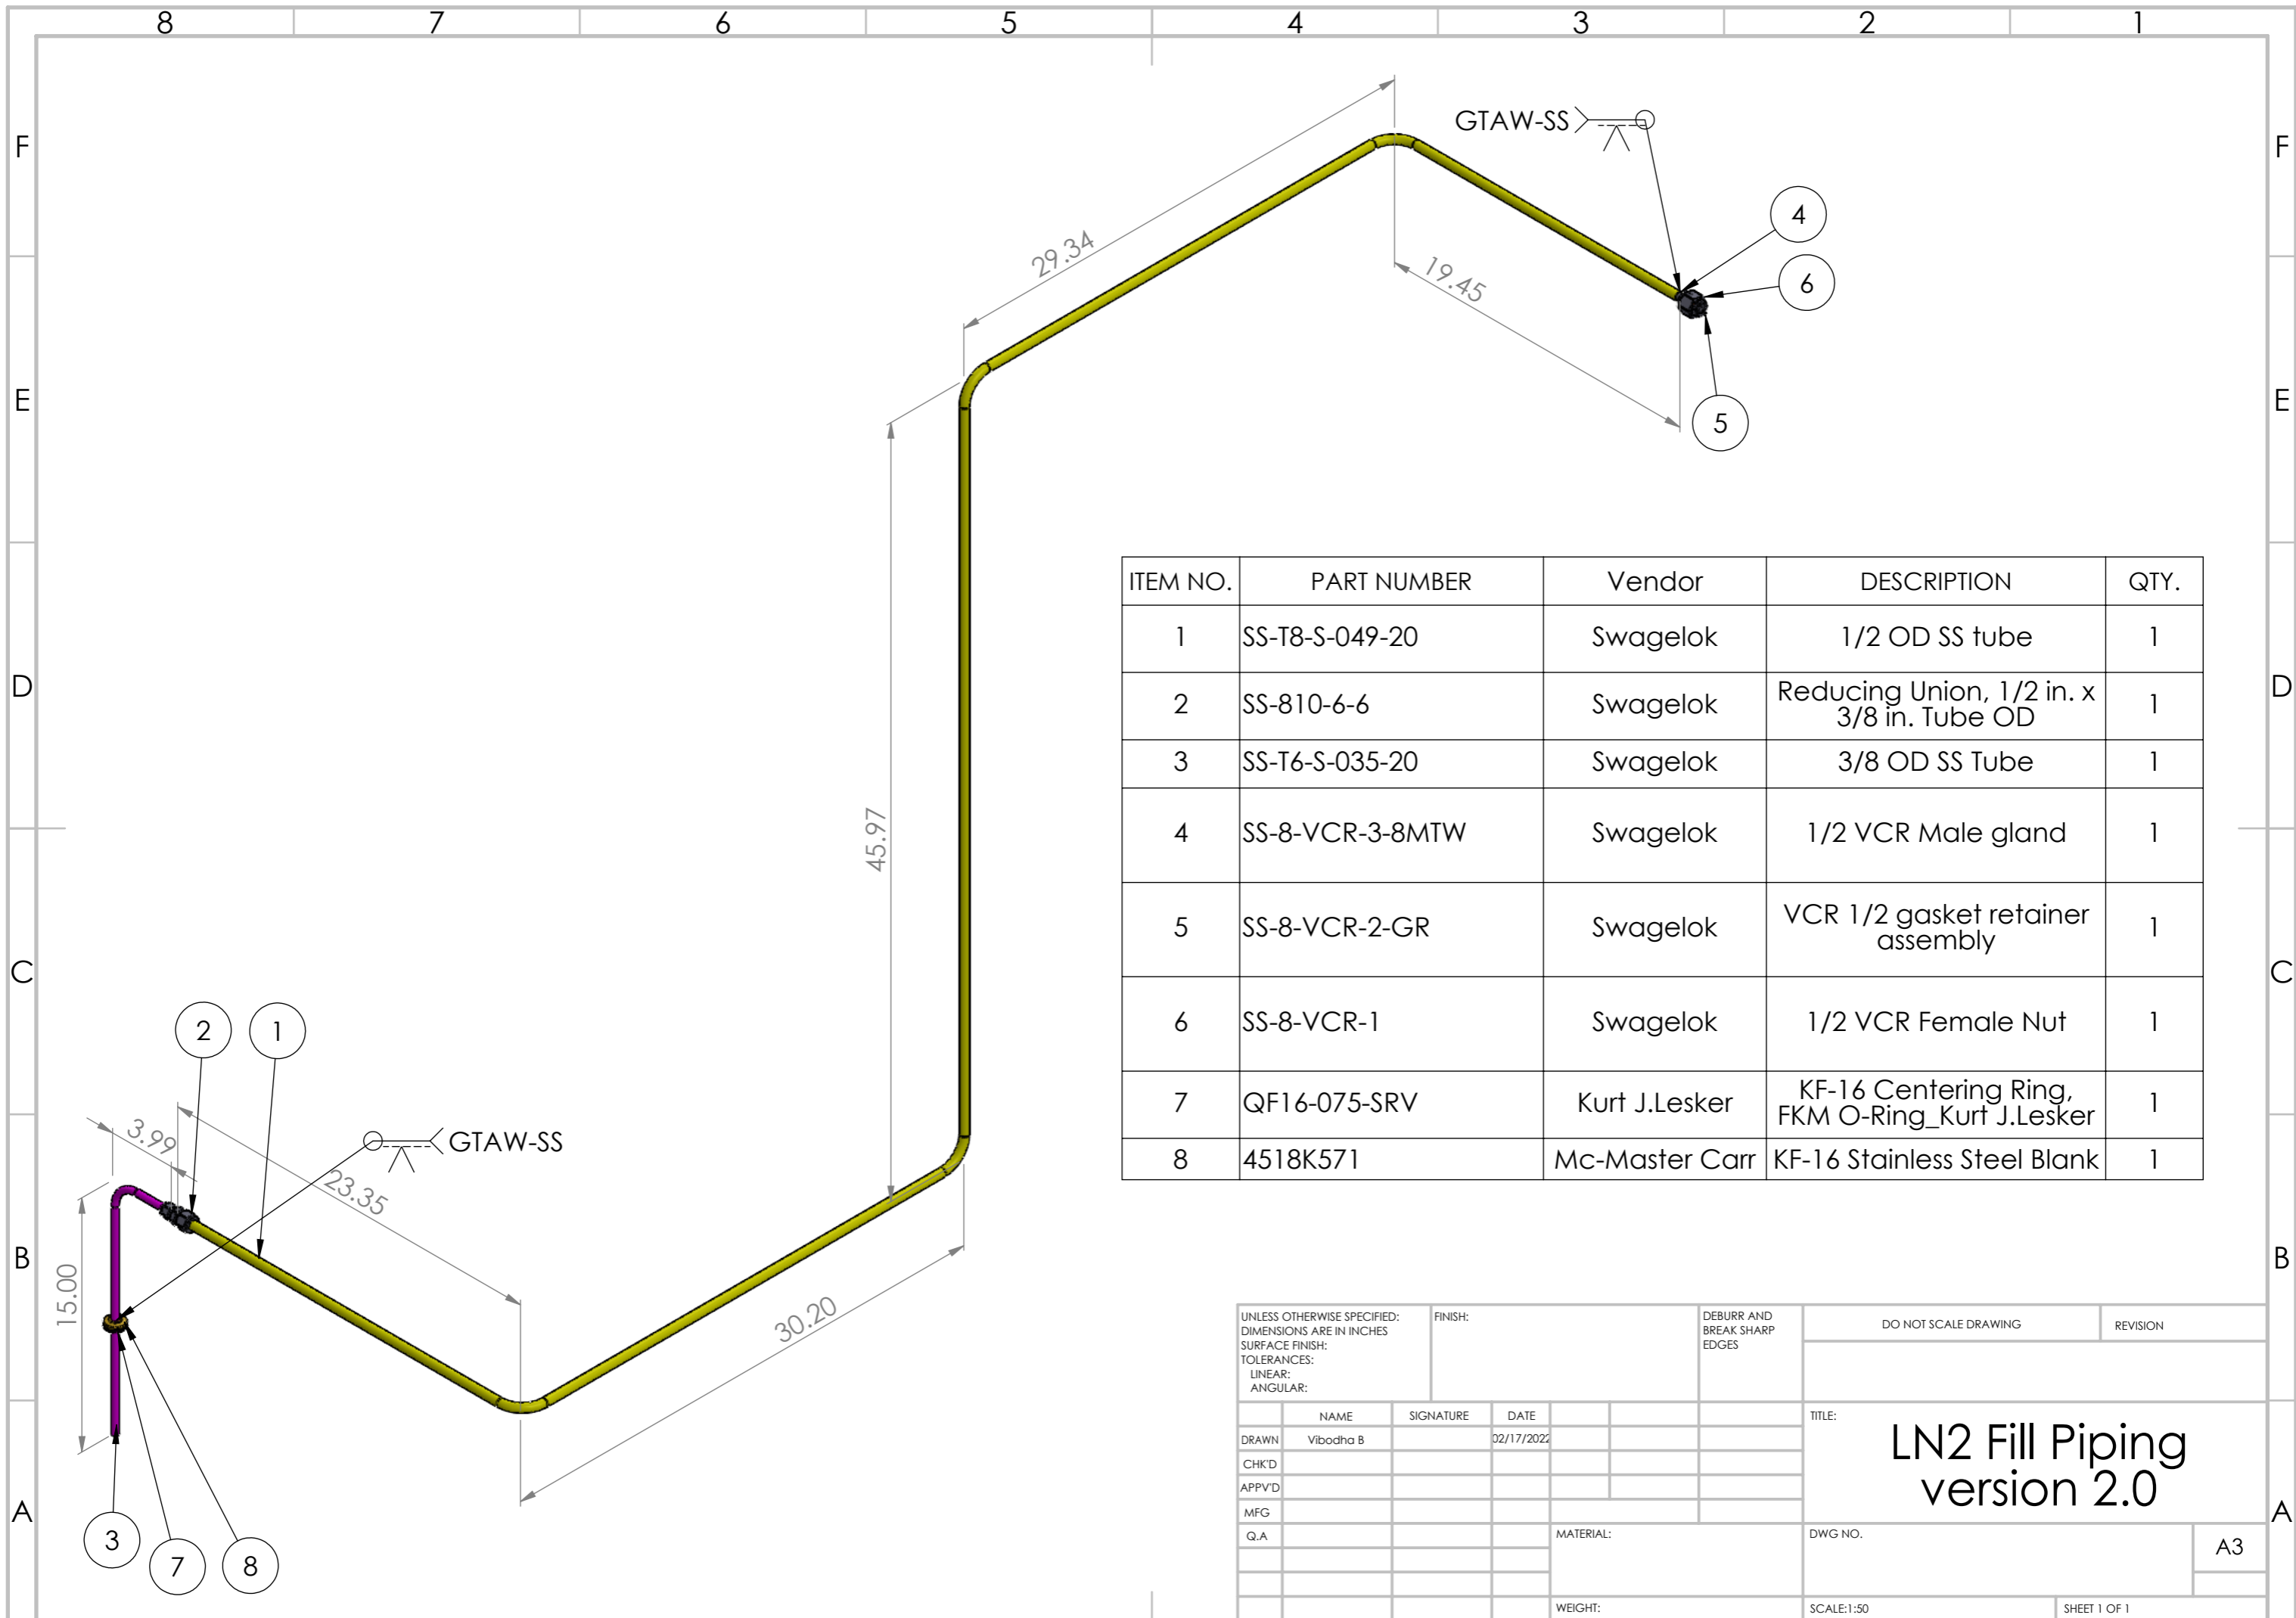 8 7 6 5 4 3 2 1
F
E
D
C
B
A
F
E
D
C
B
A
GTAW-SS
4
6
5
29.34
19.45
45.97
2
1
3.99
GTAW-SS
23.35
15.00
30.20
3
7
8
ITEM NO. PART NUMBER Vendor DESCRIPTION QTY.
1 SS-T8-S-049-20 Swagelok 1/2 OD SS tube 1
2 SS-810-6-6 Swagelok Reducing Union, 1/2 in. x
3/8 in. Tube OD 1
3 SS-T6-S-035-20 Swagelok 3/8 OD SS Tube 1
4 SS-8-VCR-3-8MTW Swagelok 1/2 VCR Male gland 1
5 SS-8-VCR-2-GR Swagelok VCR 1/2 gasket retainer
assembly 1
6 SS-8-VCR-1 Swagelok 1/2 VCR Female Nut 1
7 QF16-075-SRV Kurt J.Lesker KF-16 Centering Ring,
FKM O-Ring_Kurt J.Lesker 1
8 4518K571 Mc-Master Carr KF-16 Stainless Steel Blank 1
UNLESS OTHERWISE SPECIFIED:
DIMENSIONS ARE IN INCHES
SURFACE FINISH:
TOLERANCES:
LINEAR:
ANGULAR:
FINISH:
DEBURR AND
BREAK SHARP
EDGES
DO NOT SCALE DRAWING
REVISION
NAME SIGNATURE DATE
DRAWN Vibodha B 02/17/2022
CHK'D
APPV'D
MFG
Q.A
MATERIAL:
WEIGHT:
TITLE:
LN2 Fill Piping
version 2.0
DWG NO.
A3
SCALE:1:50
SHEET 1 OF 1